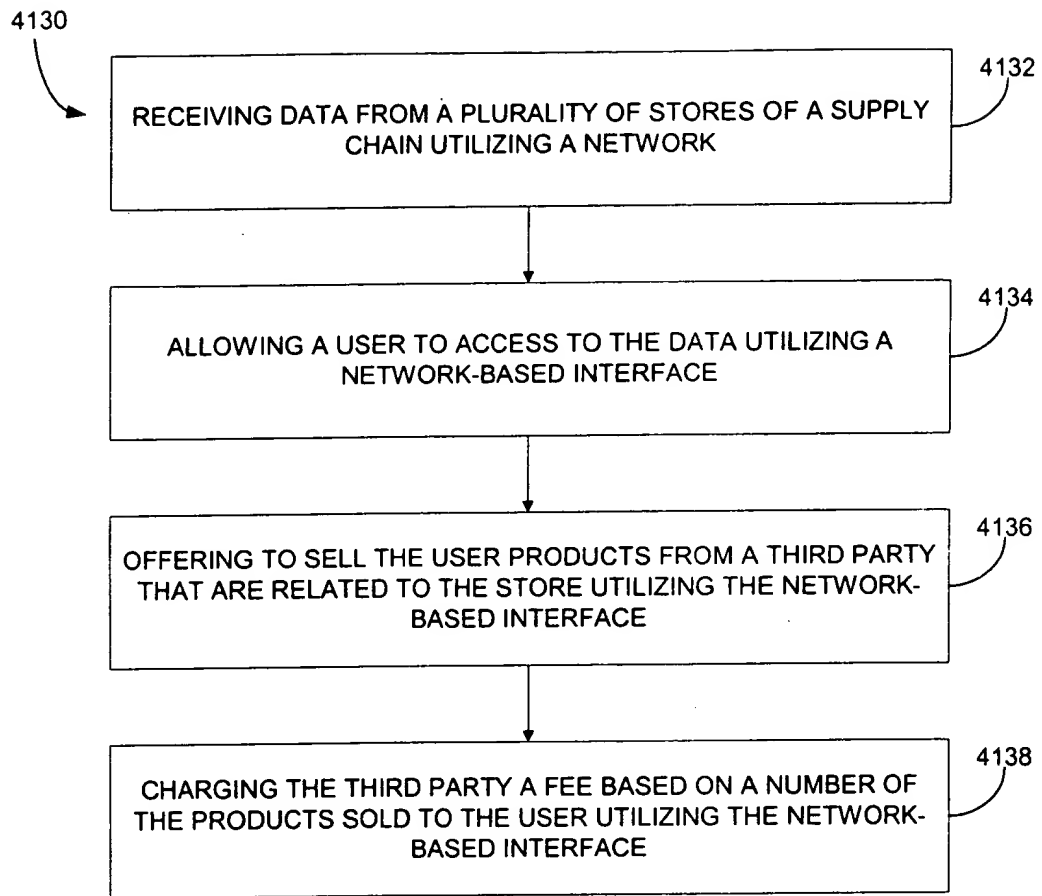 4130
4132
RECEIVING DATA FROM A PLURALITY OF STORES OF A SUPPLY
CHAIN UTILIZING A NETWORK
4134
ALLOWING A USER TO ACCESS TO THE DATA UTILIZING A
NETWORK-BASED INTERFACE
4136
OFFERING TO SELL THE USER PRODUCTS FROM A THIRD PARTY
THAT ARE RELATED TO THE STORE UTILIZING THE NETWORK-
BASED INTERFACE
4138
CHARGING THE THIRD PARTY A FEE BASED ON A NUMBER OF
THE PRODUCTS SOLD TO THE USER UTILIZING THE NETWORK-
BASED INTERFACE